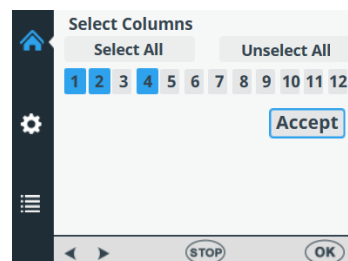 Select Columns
Select All Unselect All
1 2 3 4 5 6 7 8 9 10 11 12
Accept
STOP OK